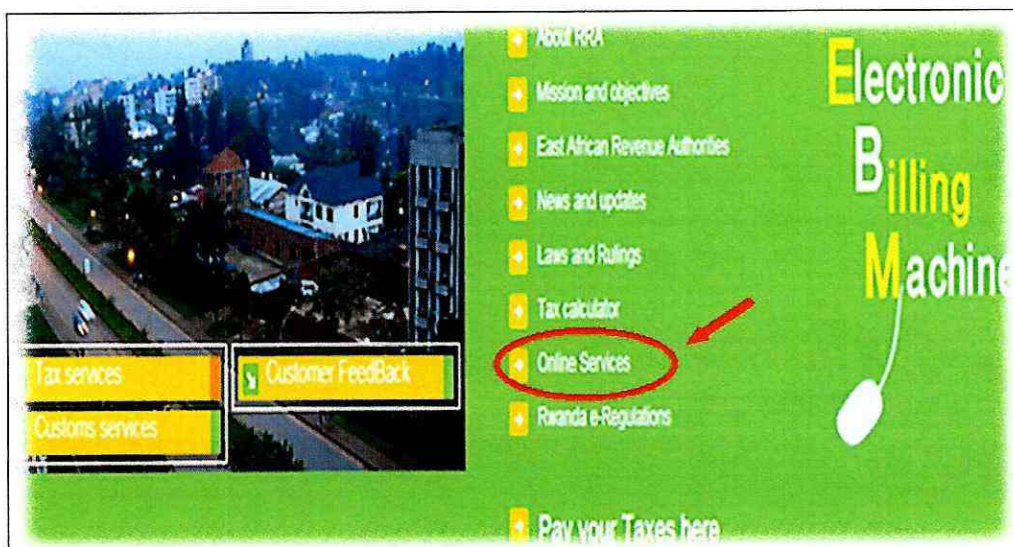 Tax services
Customs services
Customer FeedBack
About RRA
Mission and objectives
East African Revenue Authorities
News and updates
Laws and Rulings
Tax calculator
Online Services
Rwanda e-Regulations
Pay your Taxes here
Electronic
Billing
Machine